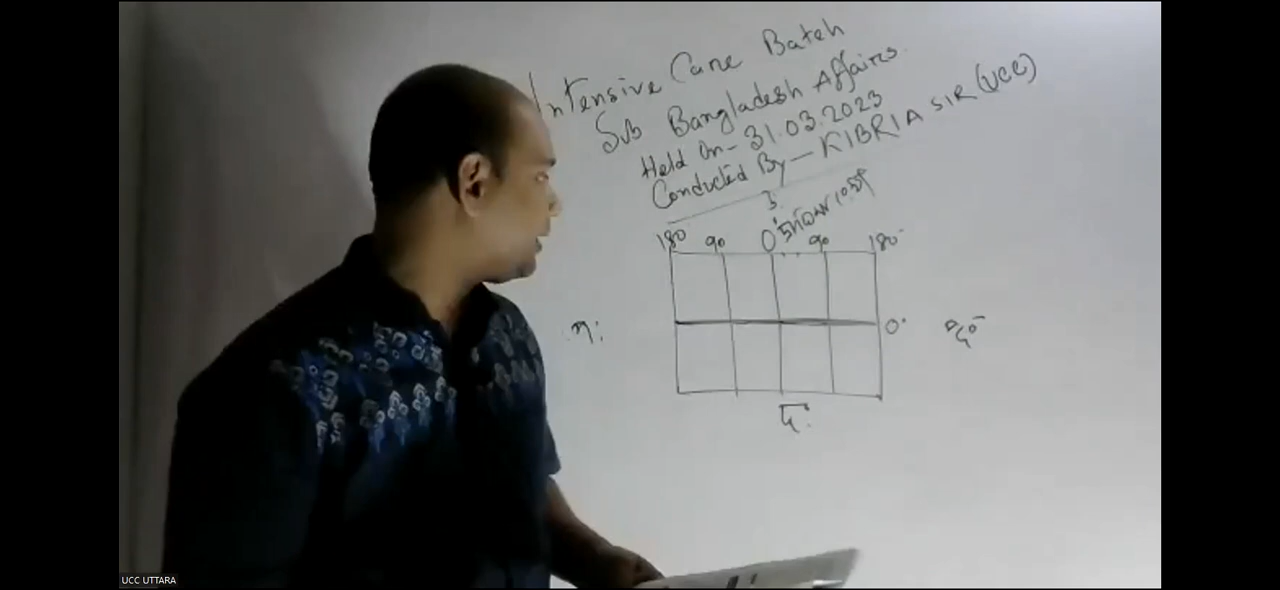 Intensive Care Batch
Sub Bangladesh Affairs
Held On- 31.03.2023
Conducted By - KIBRIA SIR (UCC)
উ:
180 90 0° 90 180°
0°
দ:
UCC UTTARA